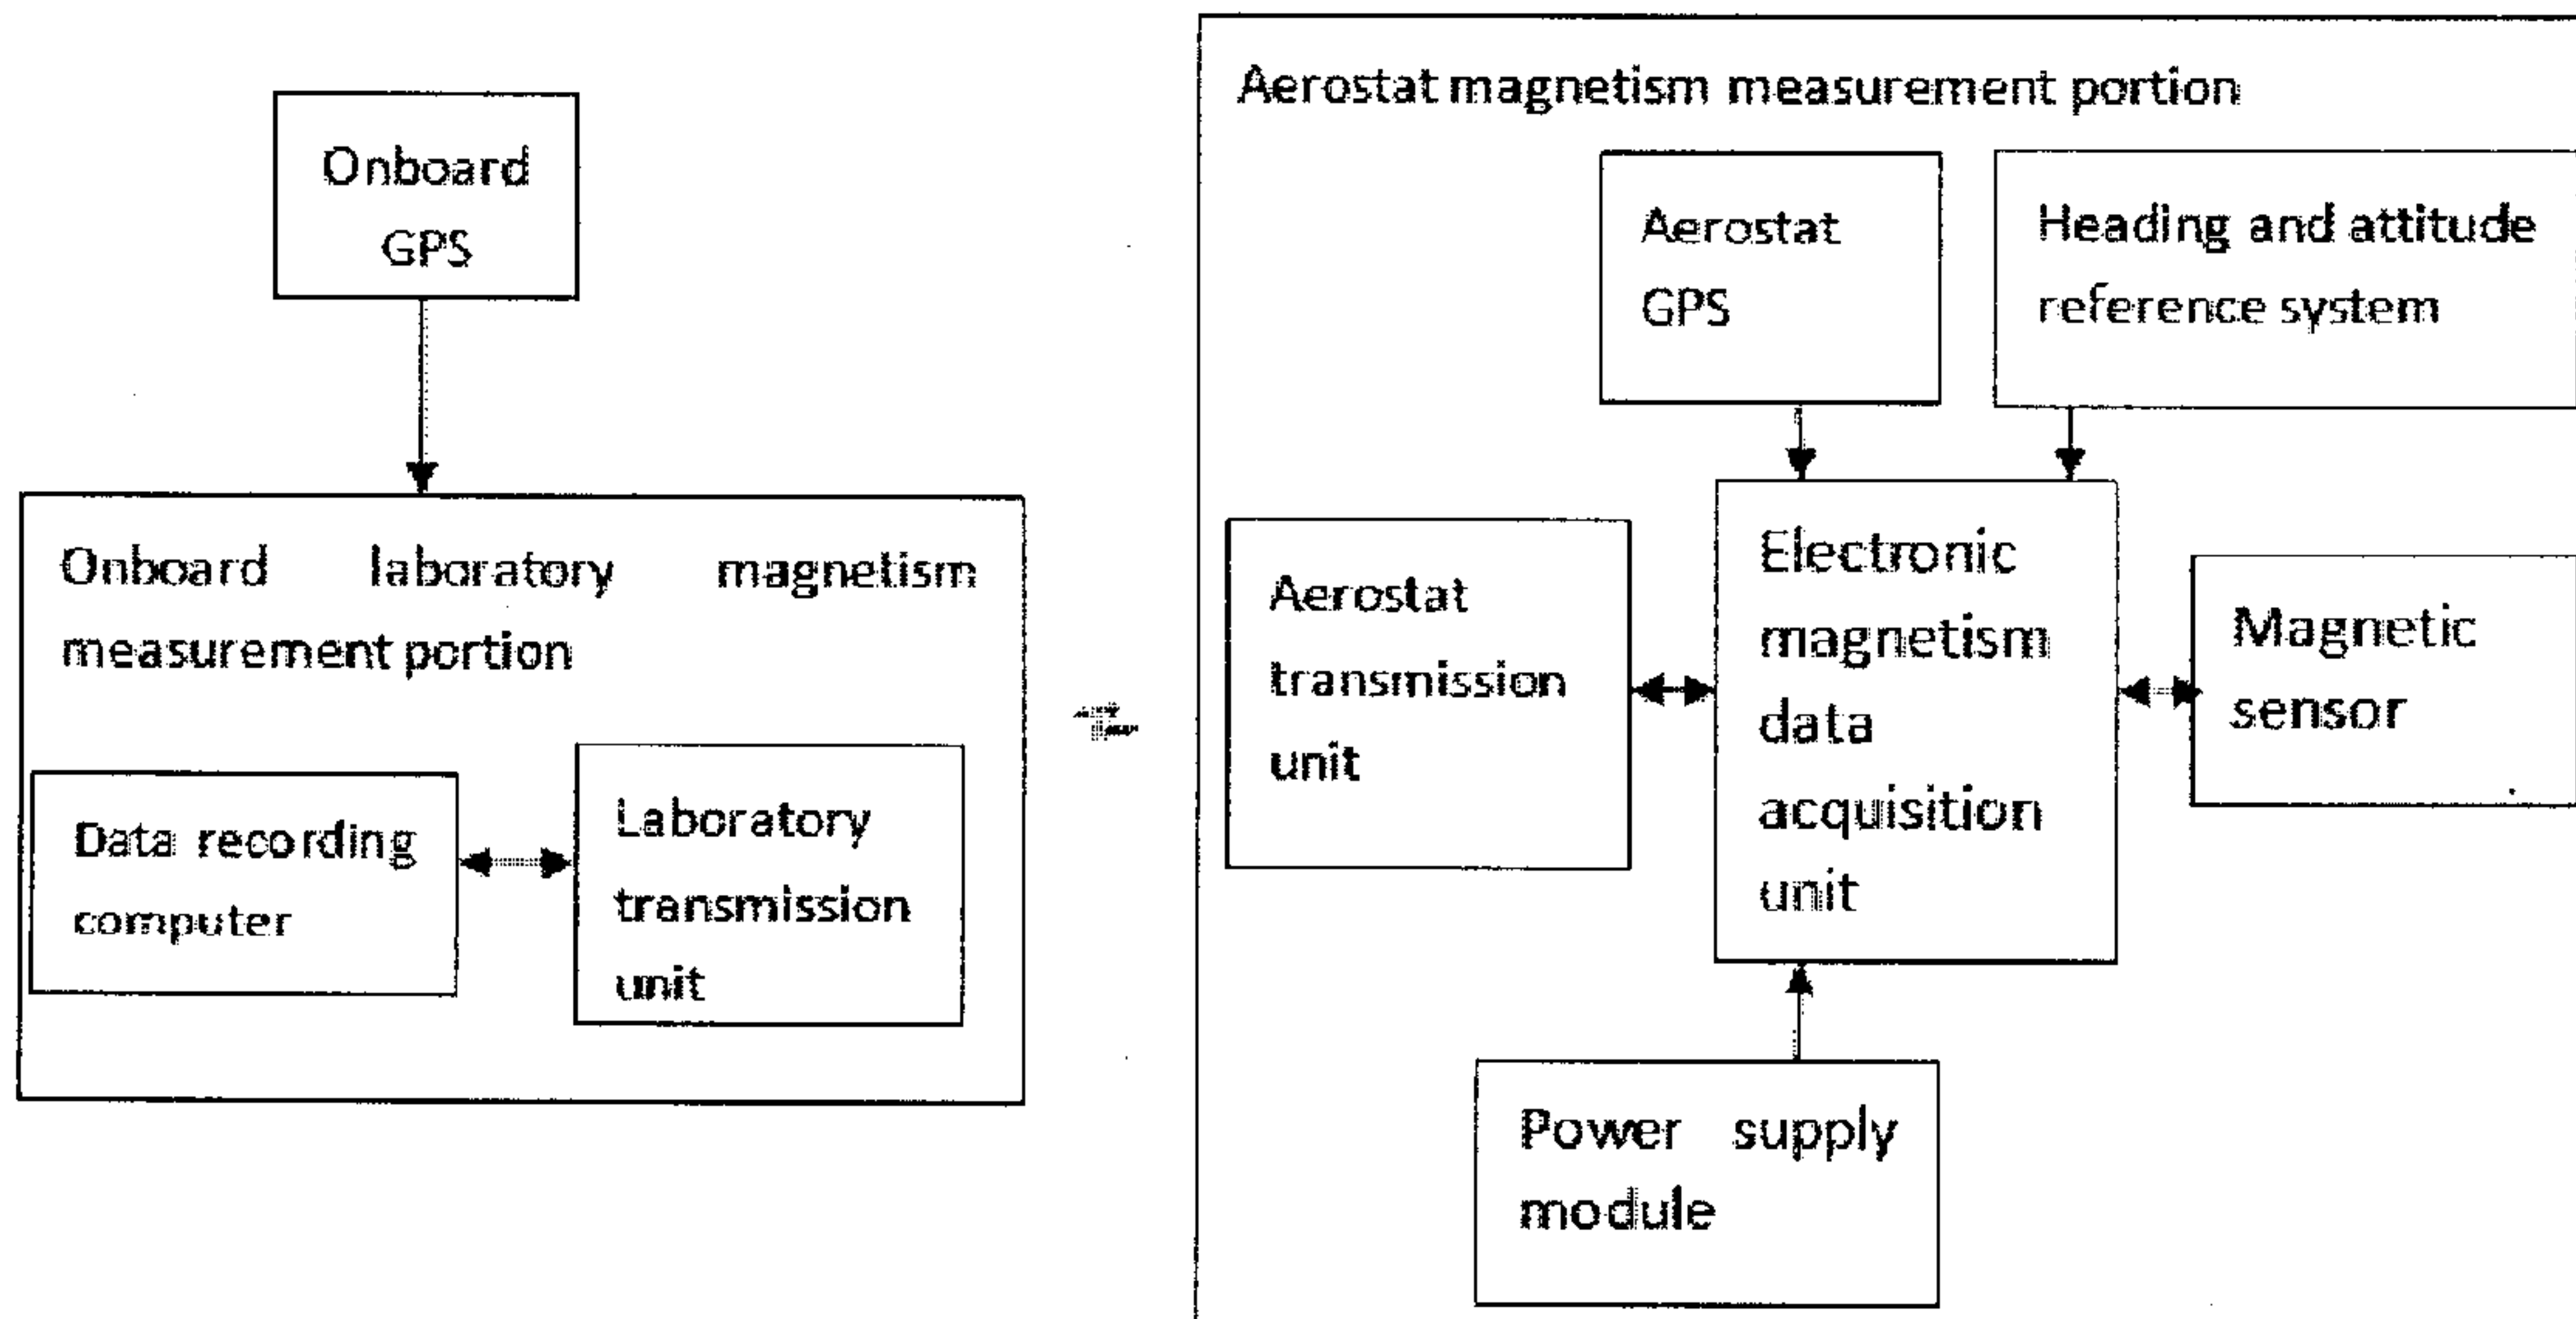 Onboard
GPS
Onboard laboratory magnetism
measurement portion
Data recording
computer
Laboratory
transmission
unit
Aerostat magnetism measurement portion
Aerostat
GPS
Heading and attitude
reference system
Aerostat
transmission
unit
Electronic
magnetism
data
acquisition
unit
Magnetic
sensor
Power supply
module